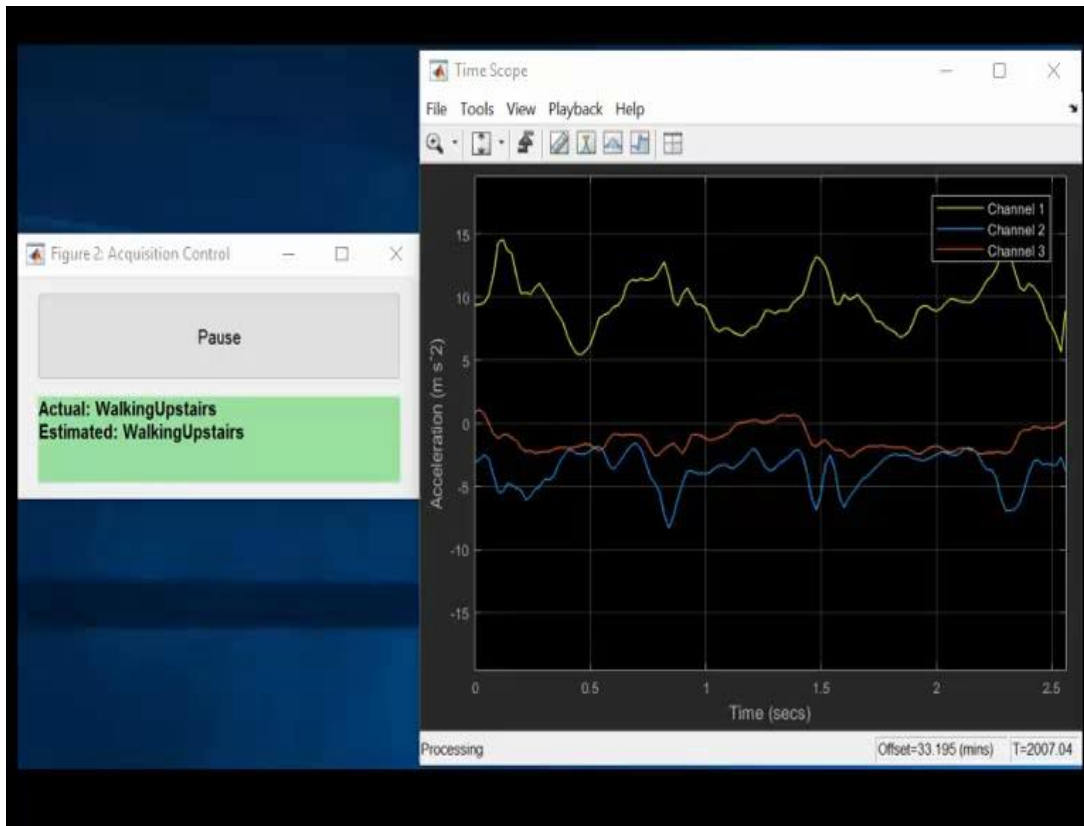 Time Scope
File Tools View Playback Help
Figure 2: Acquisition Control
Pause
Actual: WalkingUpstairs
Estimated: WalkingUpstairs
Channel 1
Channel 2
Channel 3
Acceleration (m s^2)
15
10
5
0
-5
-10
-15
0 0.5 1 1.5 2 2.5
Time (secs)
Processing
Offset=33.195 (mins) T=2007.04